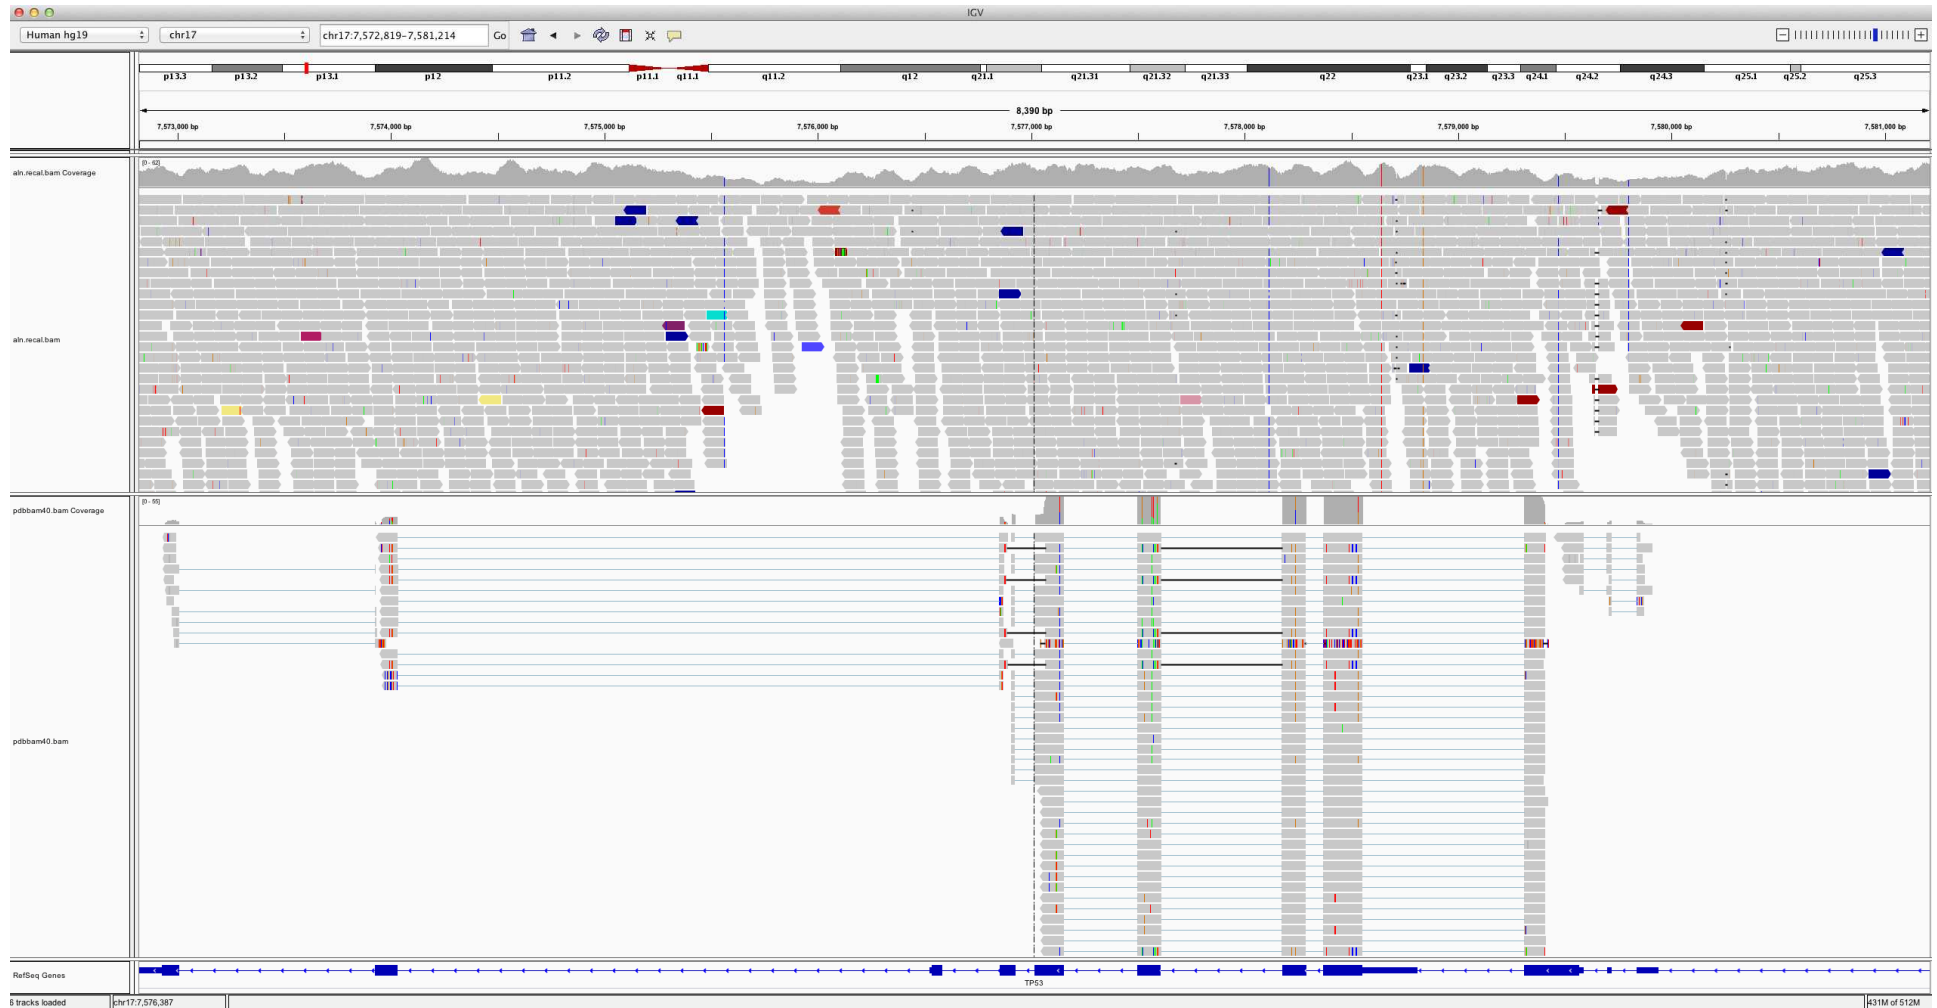 IGV
Human hg19 chr17 chr17:7,572,819-7,581,214 Go
p13.3 p13.2 p13.1 p12 p11.2 p11.1 q11.1 q11.2 q12 q21.1 q21.31 q21.32 q21.33 q22 q23.1 q23.2 q23.3 q24.1 q24.2 q24.3 q25.1 q25.2 q25.3
8,390 bp
7,573,000 bp 7,574,000 bp 7,575,000 bp 7,576,000 bp 7,577,000 bp 7,578,000 bp 7,579,000 bp 7,580,000 bp 7,581,000 bp
[0 - 62]
aln.recal.bam Coverage
aln.recal.bam
[0 - 55]
pdbbam40.bam Coverage
pdbbam40.bam
RefSeq Genes
TP53
6 tracks loaded chr17:7,576,387 431M of 512M